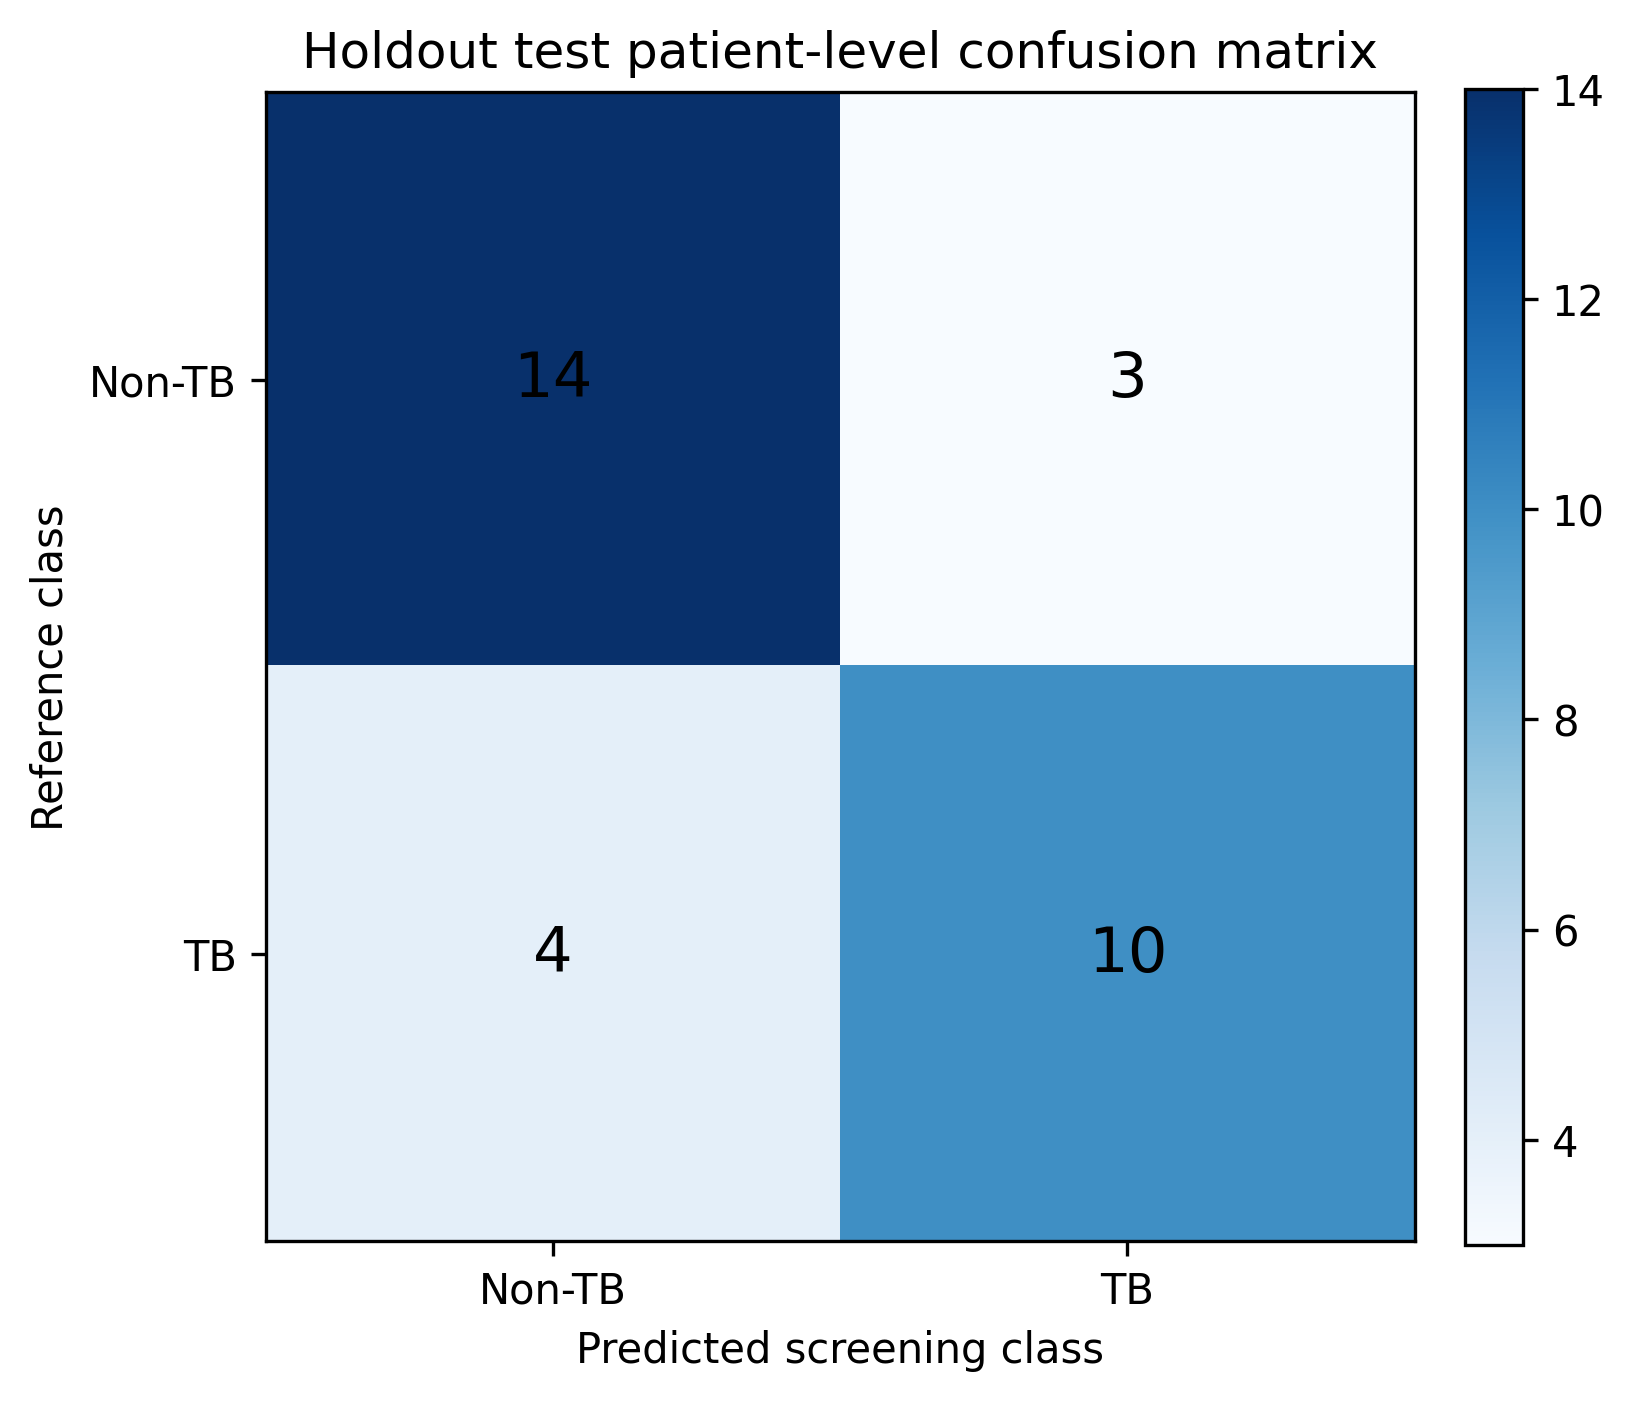 Holdout test patient-level confusion matrix
Reference class
Non-TB
14
3
TB
4
10
Non-TB
TB
Predicted screening class
14
12
10
8
6
4